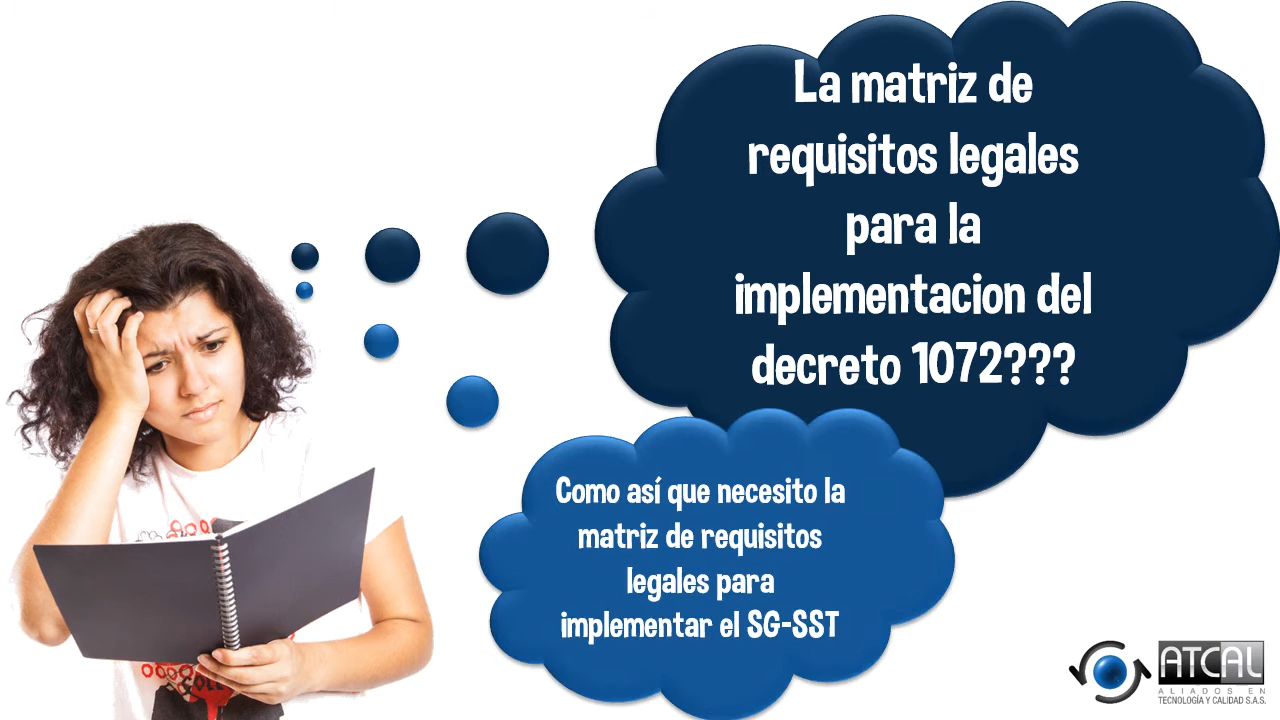 La matriz de
requisitos legales
para la
implementacion del
decreto 1072???
Como así que necesito la
matriz de requisitos
legales para
implementar el SG-SST
ATCAL
ALIADOS EN
TECNOLOGÍA Y CALIDAD S.A.S.